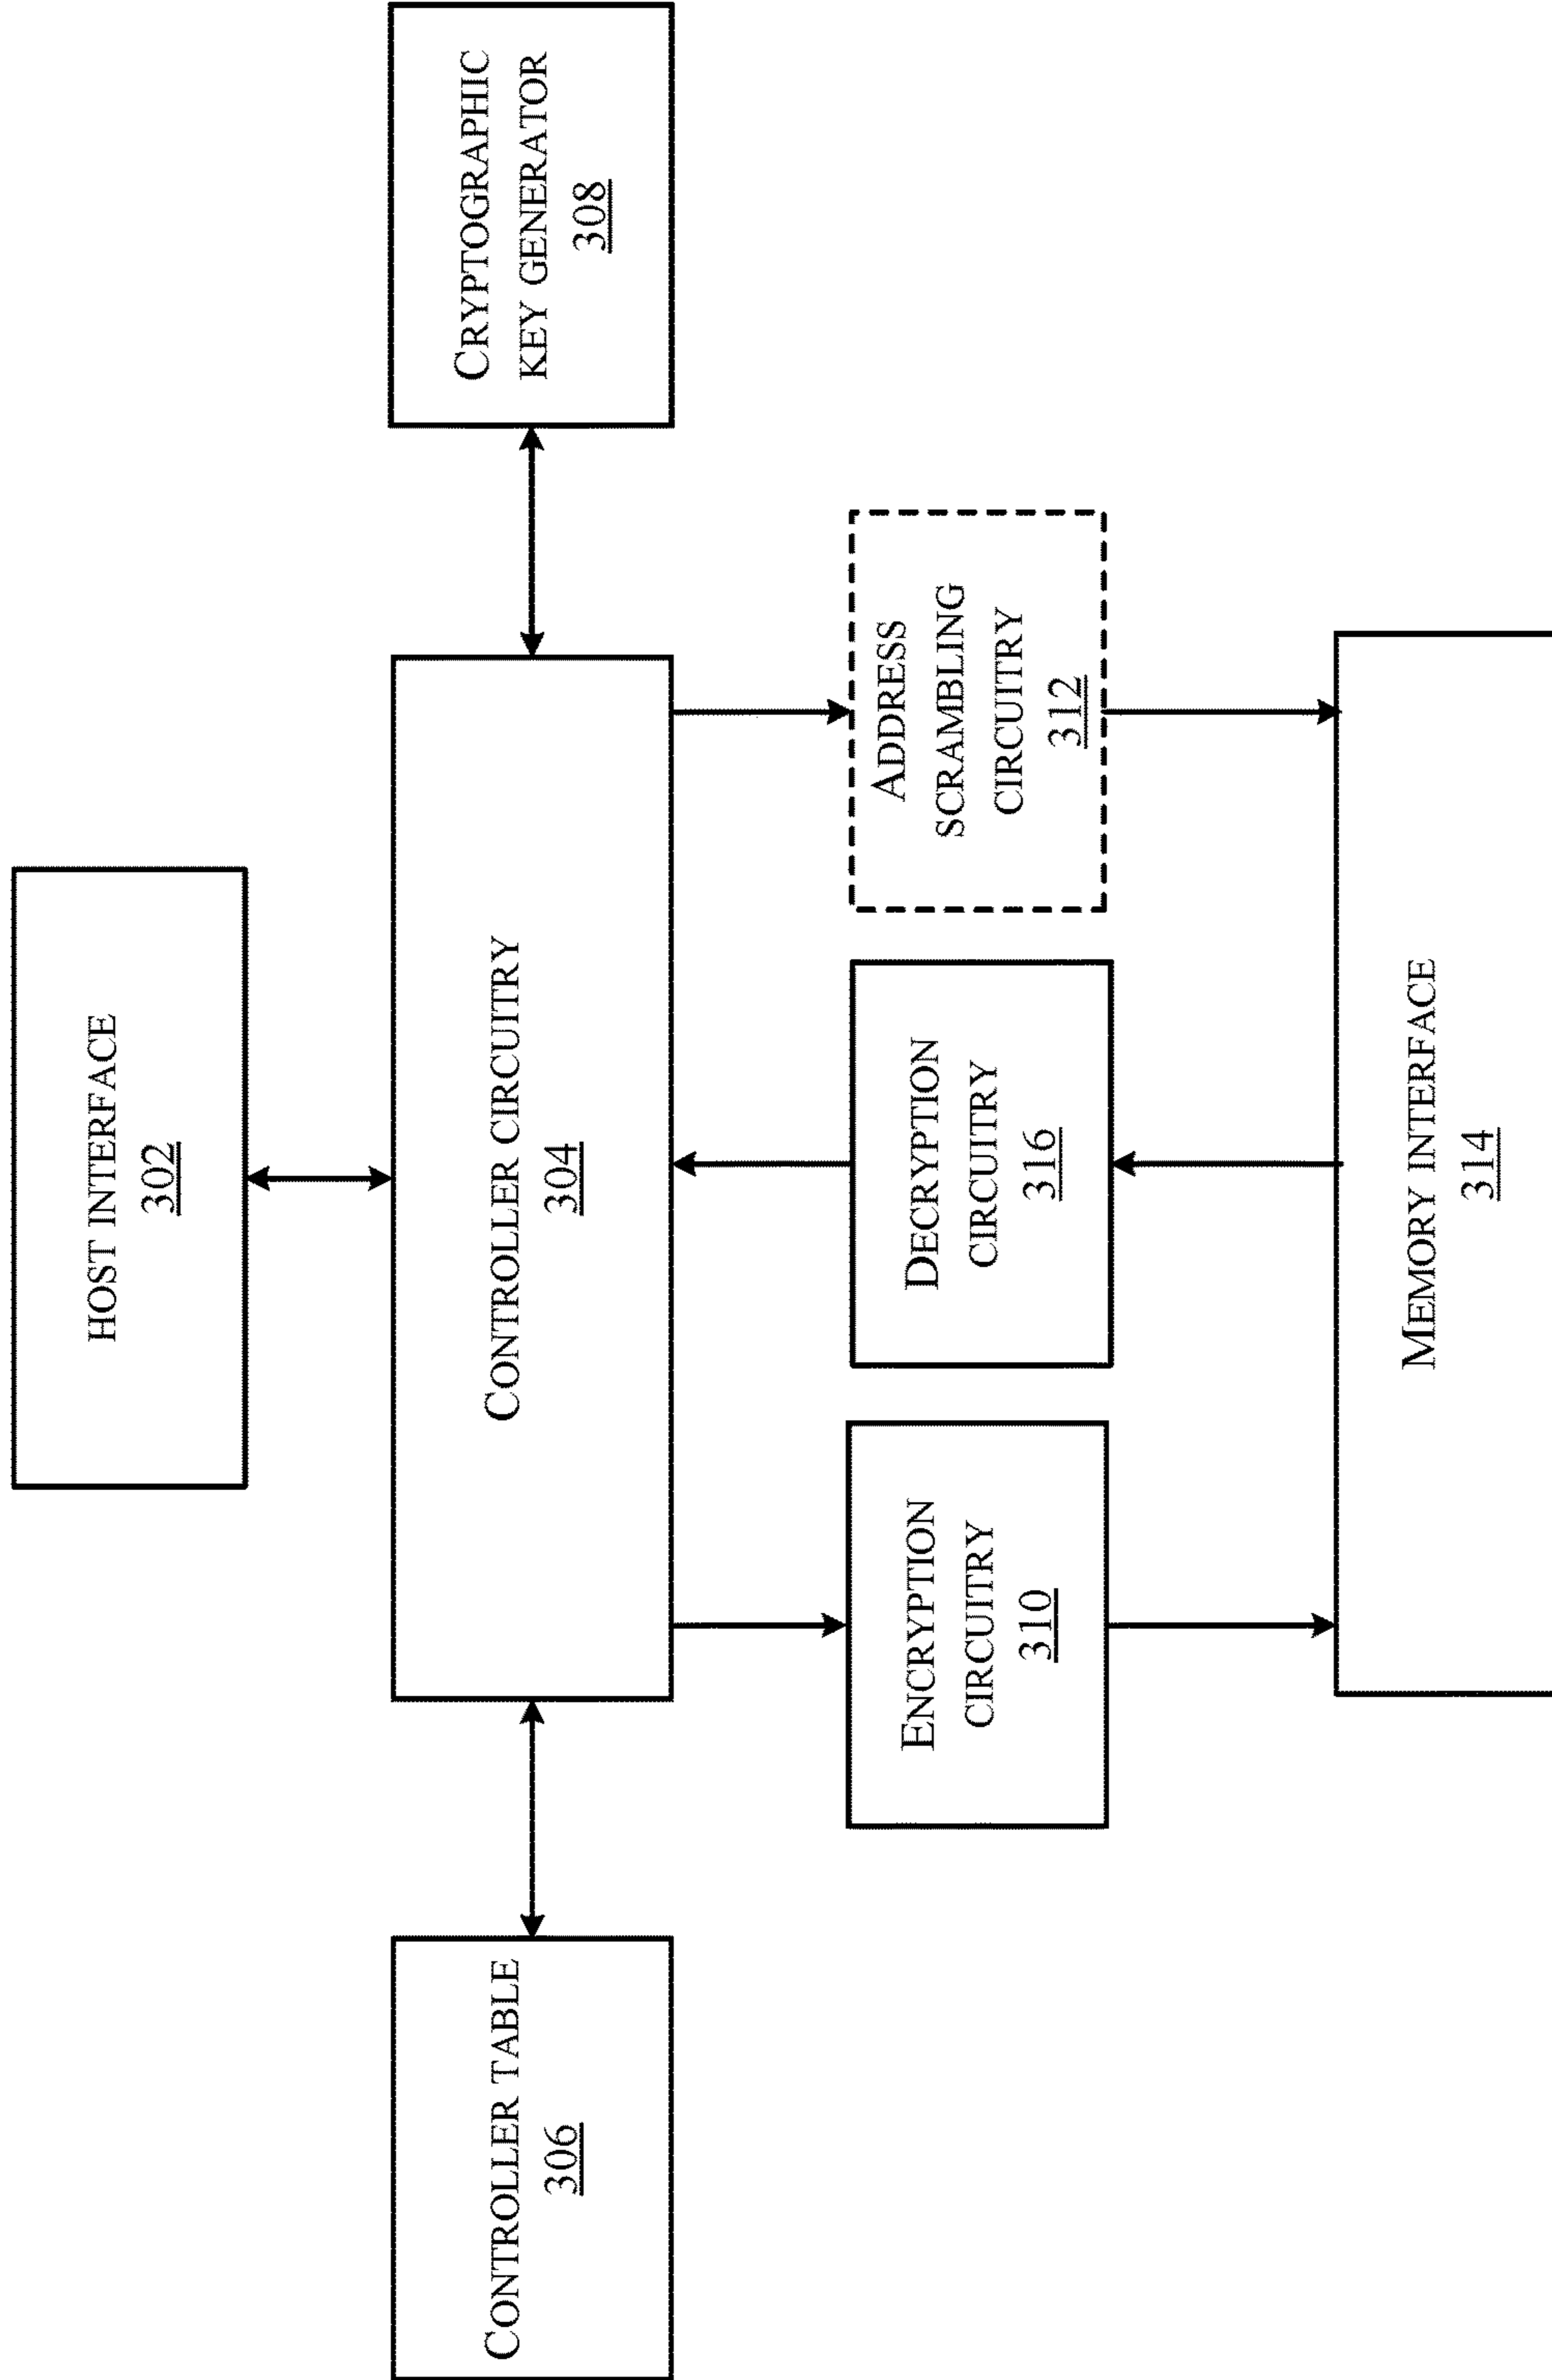 HOST INTERFACE
302
CONTROLLER TABLE
306
CONTROLLER CIRCUITRY
304
CRYPTOGRAPHIC
KEY GENERATOR
308
ENCRYPTION
CIRCUITRY
310
DECRYPTION
CIRCUITRY
316
ADDRESS
SCRAMBLING
CIRCUITRY
312
MEMORY INTERFACE
314